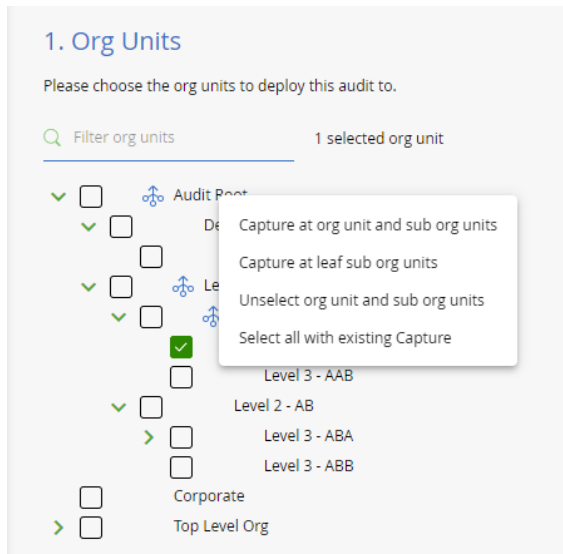 1. Org Units
Please choose the org units to deploy this audit to.
Filter org units
1 selected org unit
Audit Root
De
Capture at org unit and sub org units
Capture at leaf sub org units
Le
Unselect org unit and sub org units
Select all with existing Capture
Level 3 - AAB
Level 2 - AB
Level 3 - ABA
Level 3 - ABB
Corporate
Top Level Org